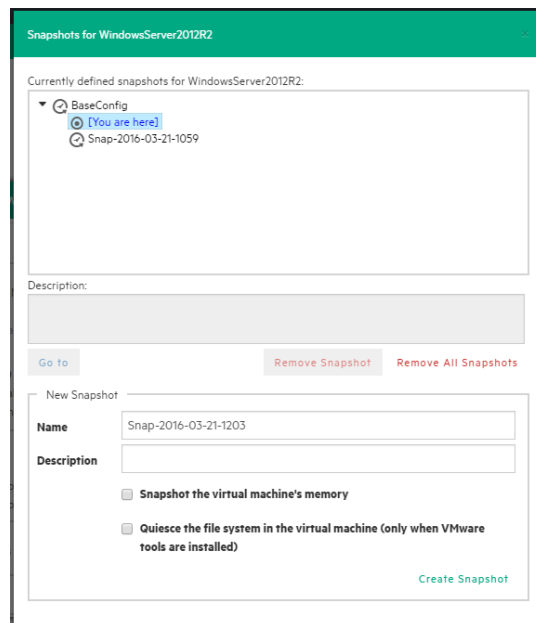 Snapshots for WindowsServer2012R2
Currently defined snapshots for WindowsServer2012R2:
BaseConfig
[You are here]
Snap-2016-03-21-1059
Description:
Go to Remove Snapshot Remove All Snapshots
New Snapshot
Name Snap-2016-03-21-1203
Description
Snapshot the virtual machine's memory
Quiesce the file system in the virtual machine (only when VMware
tools are installed)
Create Snapshot